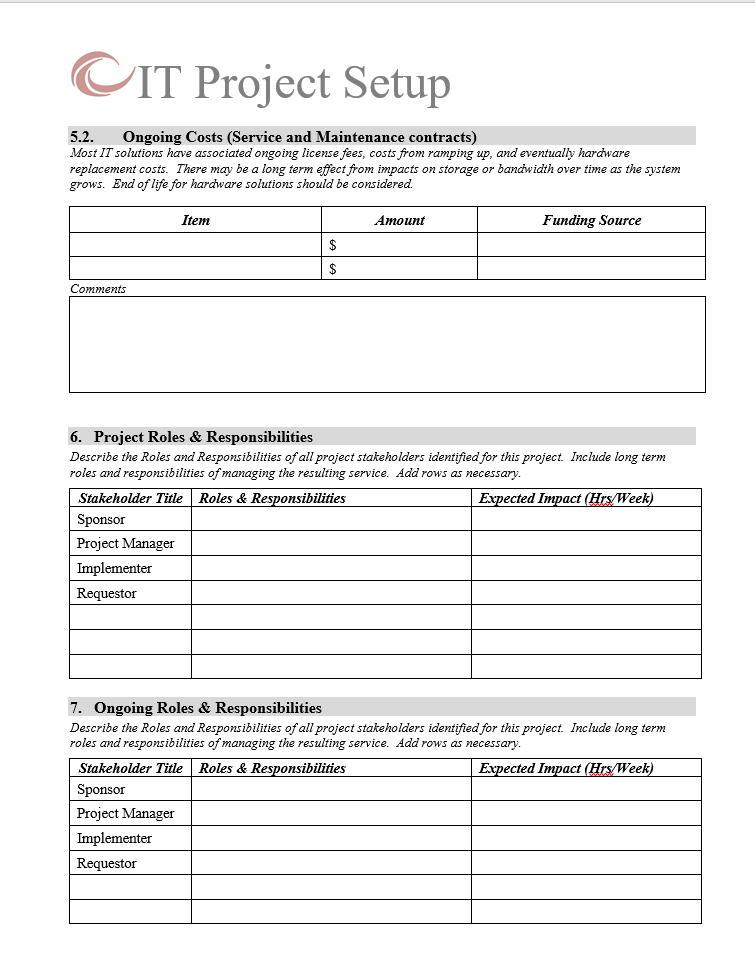 IT Project Setup
5.2. Ongoing Costs (Service and Maintenance contracts)
Most IT solutions have associated ongoing license fees, costs from ramping up, and eventually hardware
replacement costs. There may be a long term effect from impacts on storage or bandwidth over time as the system
grows. End of life for hardware solutions should be considered.
Item Amount Funding Source
$
$
Comments
6. Project Roles & Responsibilities
Describe the Roles and Responsibilities of all project stakeholders identified for this project. Include long term
roles and responsibilities of managing the resulting service. Add rows as necessary.
Stakeholder Title Roles & Responsibilities Expected Impact (Hrs/Week)
Sponsor
Project Manager
Implementer
Requestor
7. Ongoing Roles & Responsibilities
Describe the Roles and Responsibilities of all project stakeholders identified for this project. Include long term
roles and responsibilities of managing the resulting service. Add rows as necessary.
Stakeholder Title Roles & Responsibilities Expected Impact (Hrs/Week)
Sponsor
Project Manager
Implementer
Requestor